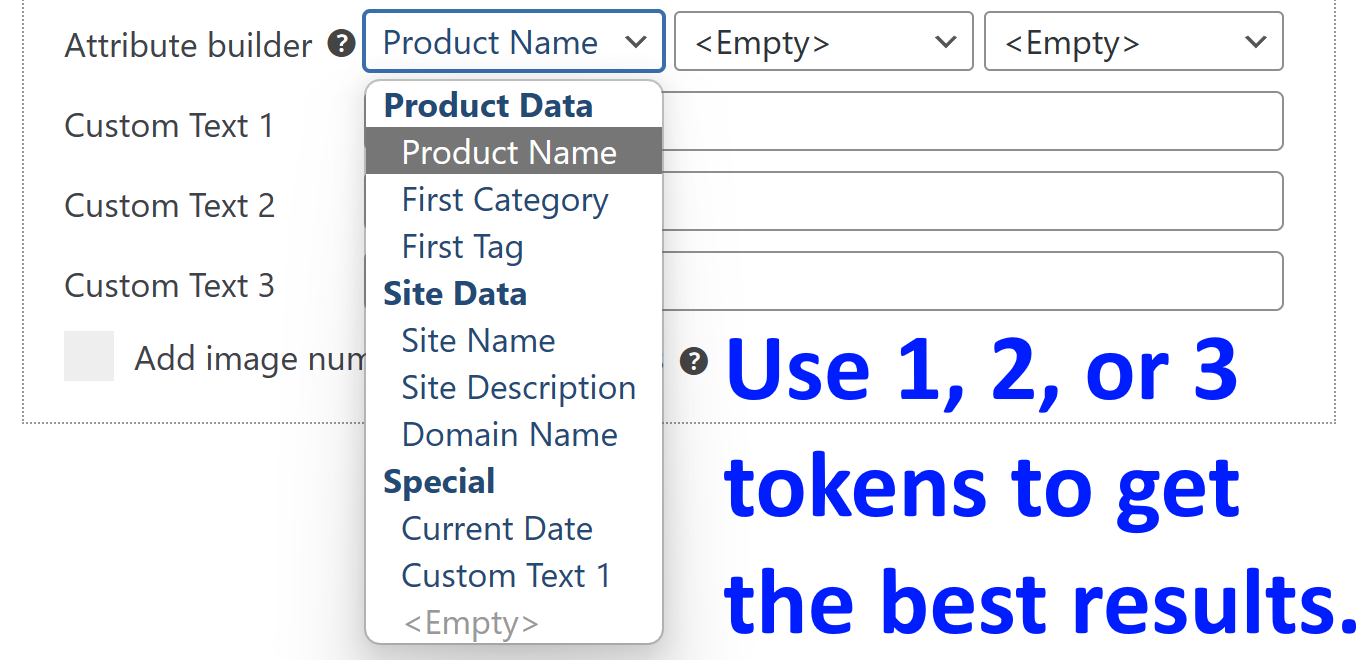 Attribute builder ? Product Name <Empty> <Empty>
Product Data
Custom Text 1
Product Name
Custom Text 2
First Category
First Tag
Custom Text 3
Site Data
Site Name
Add image num ?
Site Description
Domain Name
Special
Current Date
Custom Text 1
<Empty>
Use 1, 2, or 3
tokens to get
the best results.